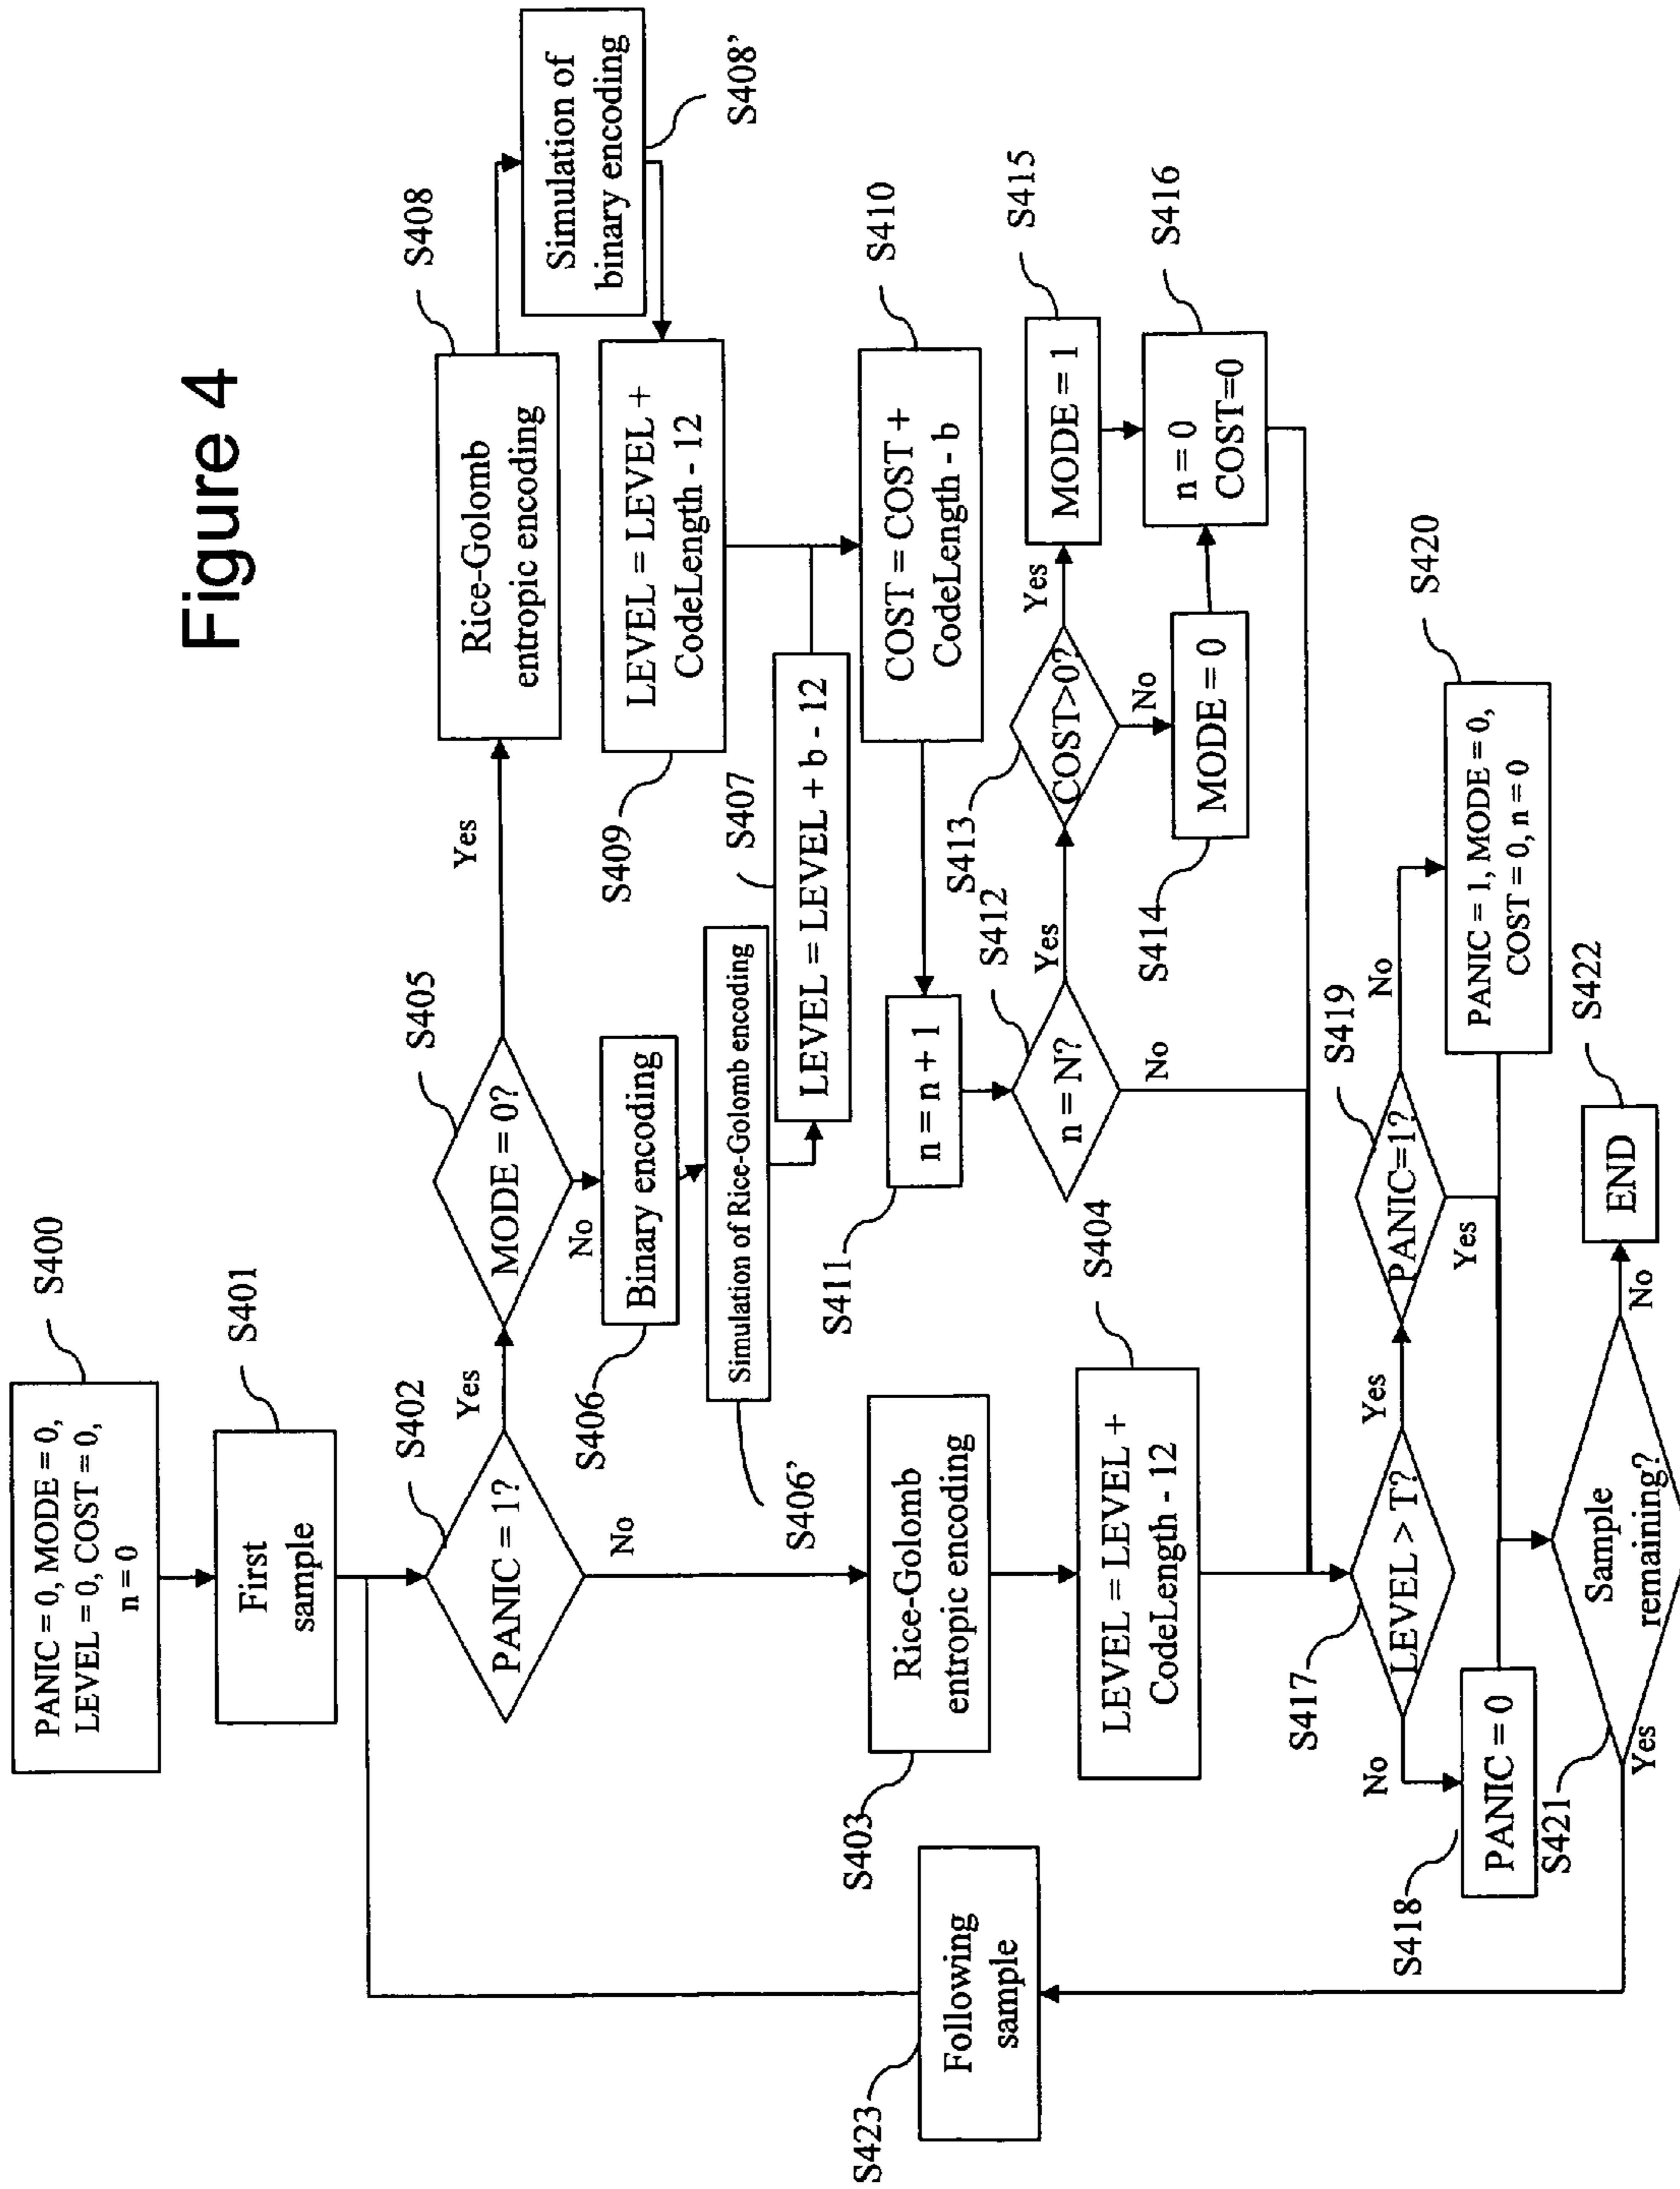 Figure 4
PANIC = 0, MODE = 0,
LEVEL = 0, COST = 0,
n = 0
S400
First
sample
S401
PANIC = 1?
S402
Yes
No
MODE = 0?
S405
Yes
No
Rice-Golomb
entropic encoding
S408
Simulation of
binary encoding
S408’
Binary encoding
S406
Simulation of Rice-Golomb encoding
S406’
LEVEL = LEVEL + b - 12
S407
LEVEL = LEVEL +
CodeLength - 12
S409
COST = COST +
CodeLength - b
S410
Rice-Golomb
entropic encoding
S403
LEVEL = LEVEL +
CodeLength - 12
S404
n = n + 1
S411
n = N?
S412
Yes
No
COST>0?
S413
Yes
No
MODE = 1
S415
MODE = 0
S414
n = 0
COST=0
S416
LEVEL > T?
S417
Yes
No
PANIC = 0
S418
PANIC=1?
S419
No
Yes
PANIC = 1, MODE = 0,
COST = 0, n = 0
S420
Sample
remaining?
S421
No
Yes
END
S422
Following
sample
S423